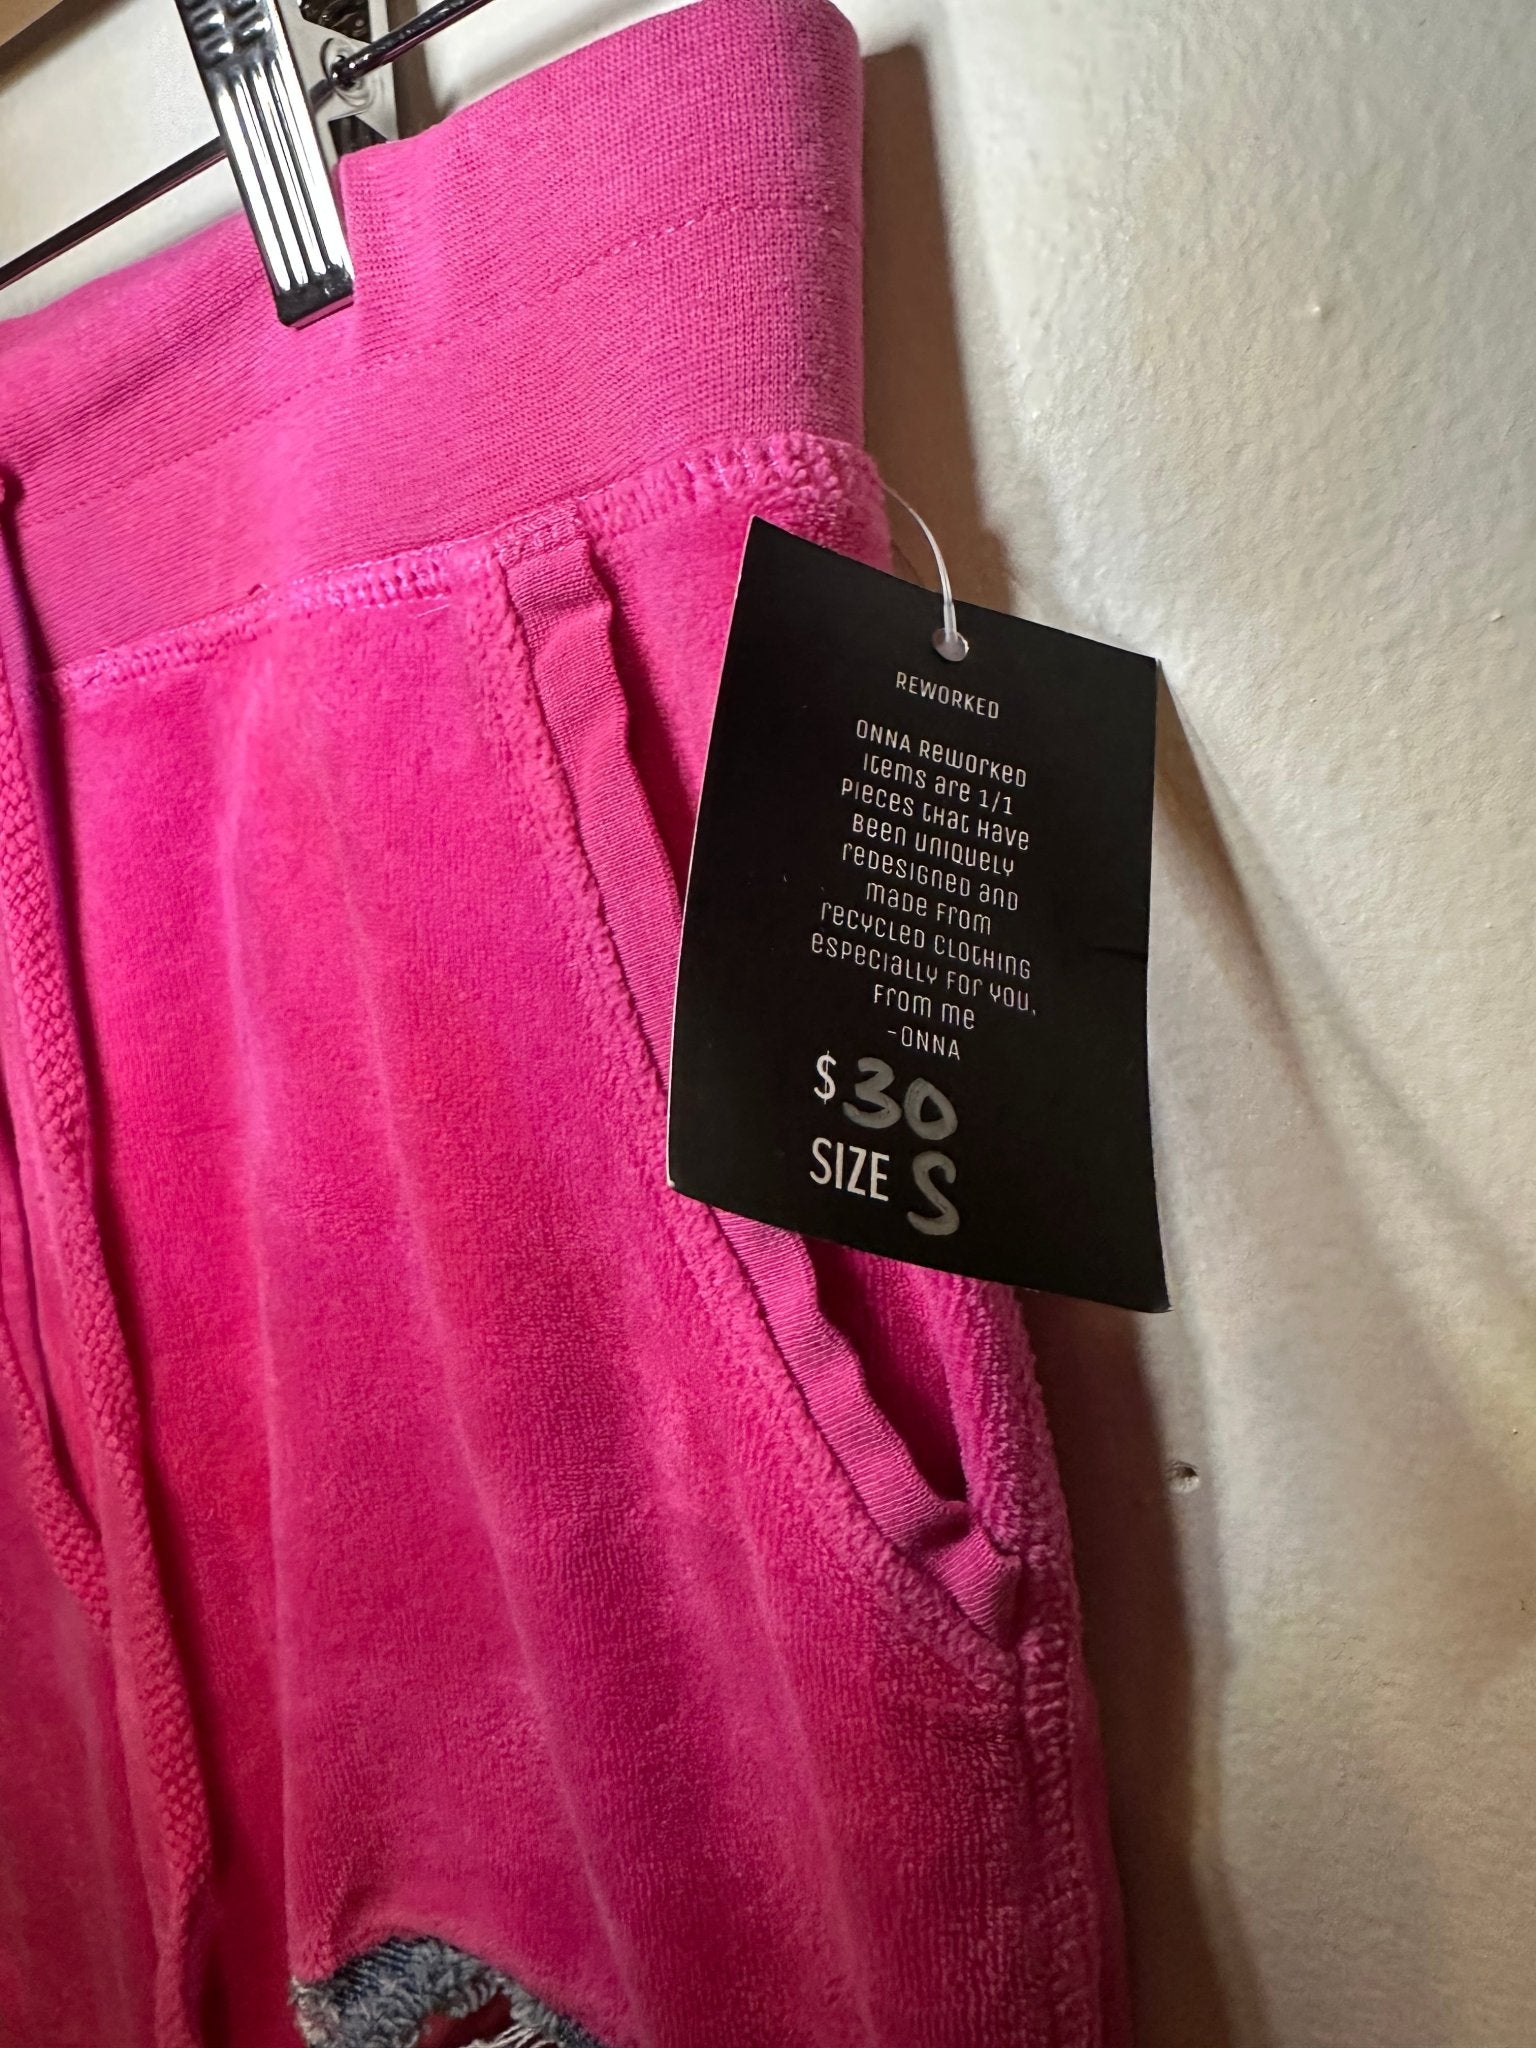 REWORKED
ONNA Reworked
items are 1/1
pieces that have
been uniquely
redesigned and
made from
recycled clothing
especially for you,
from me
-ONNA
$30
SIZE S